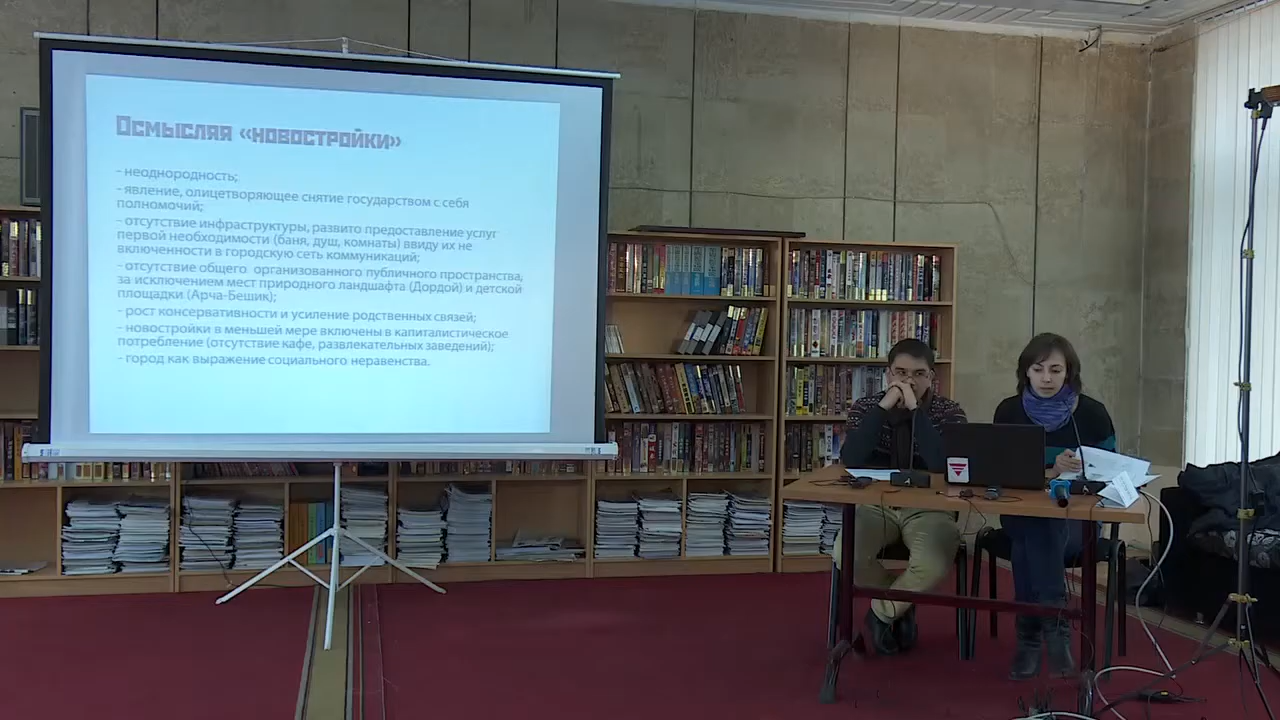 Осмысляя «новостройки»
- неоднородность;
- явление, олицетворяющее снятие государством с себя
полномочий;
- отсутствие инфраструктуры, развито предоставление услуг
первой необходимости (баня, душ, комнаты) ввиду их не
включенности в городскую сеть коммуникаций;
- отсутствие общего организованного публичного пространства,
за исключением мест природного ландшафта (Дордой) и детской
площадки (Арча-Бешик);
- рост консервативности и усиление родственных связей;
- новостройки в меньшей мере включены в капиталистическое
потребление (отсутствие кафе, развлекательных заведений);
- город как выражение социального неравенства.